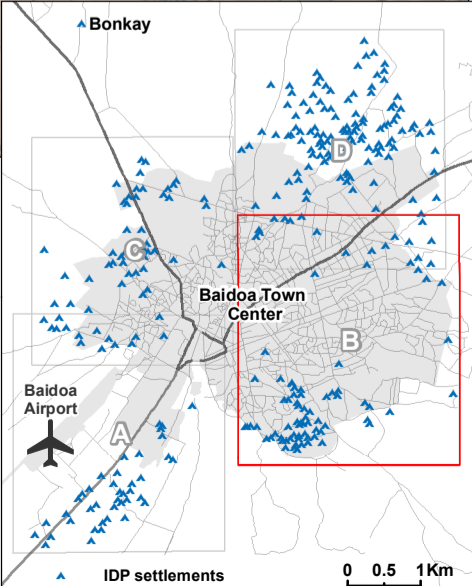 Bonkay
D
C
Baidoa Town
Center
B
Baidoa
Airport
A
IDP settlements
0 0.5 1Km